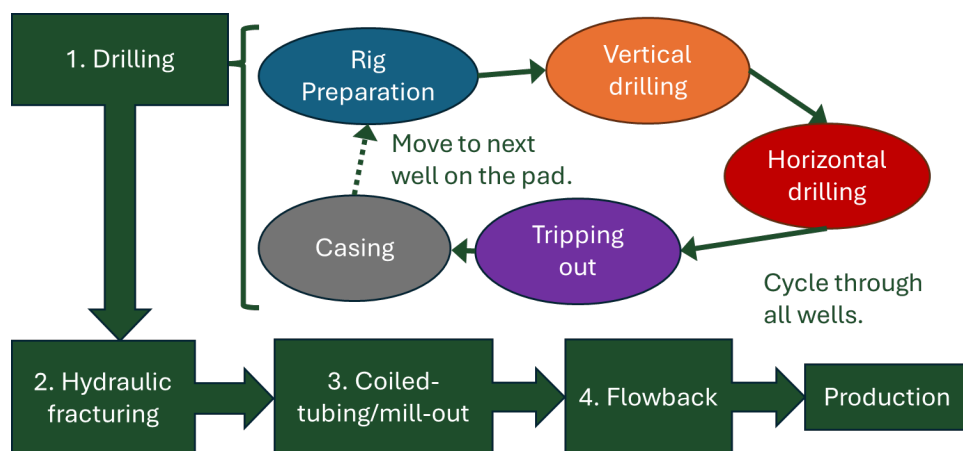 1. Drilling
Rig
Preparation
Vertical
drilling
Horizontal
drilling
Tripping
out
Casing
Move to next
well on the pad.
Cycle through
all wells.
2. Hydraulic
fracturing
3. Coiled-
tubing/mill-out
4. Flowback
Production